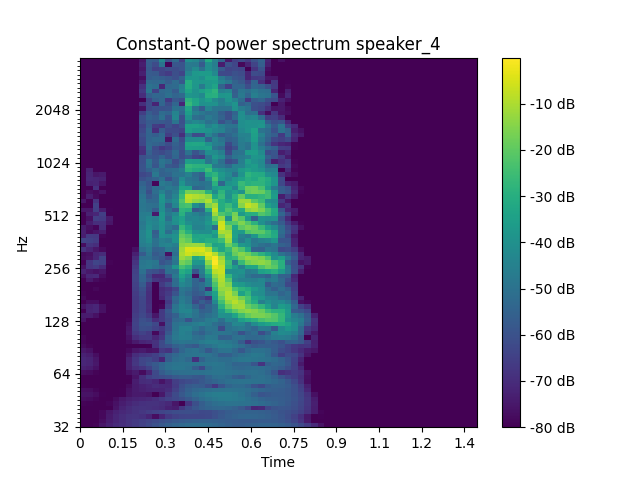 Constant-Q power spectrum speaker_4
Hz
2048
1024
512
256
128
64
32
0 0.15 0.3 0.45 0.6 0.75 0.9 1.1 1.2 1.4
Time
-10 dB
-20 dB
-30 dB
-40 dB
-50 dB
-60 dB
-70 dB
-80 dB